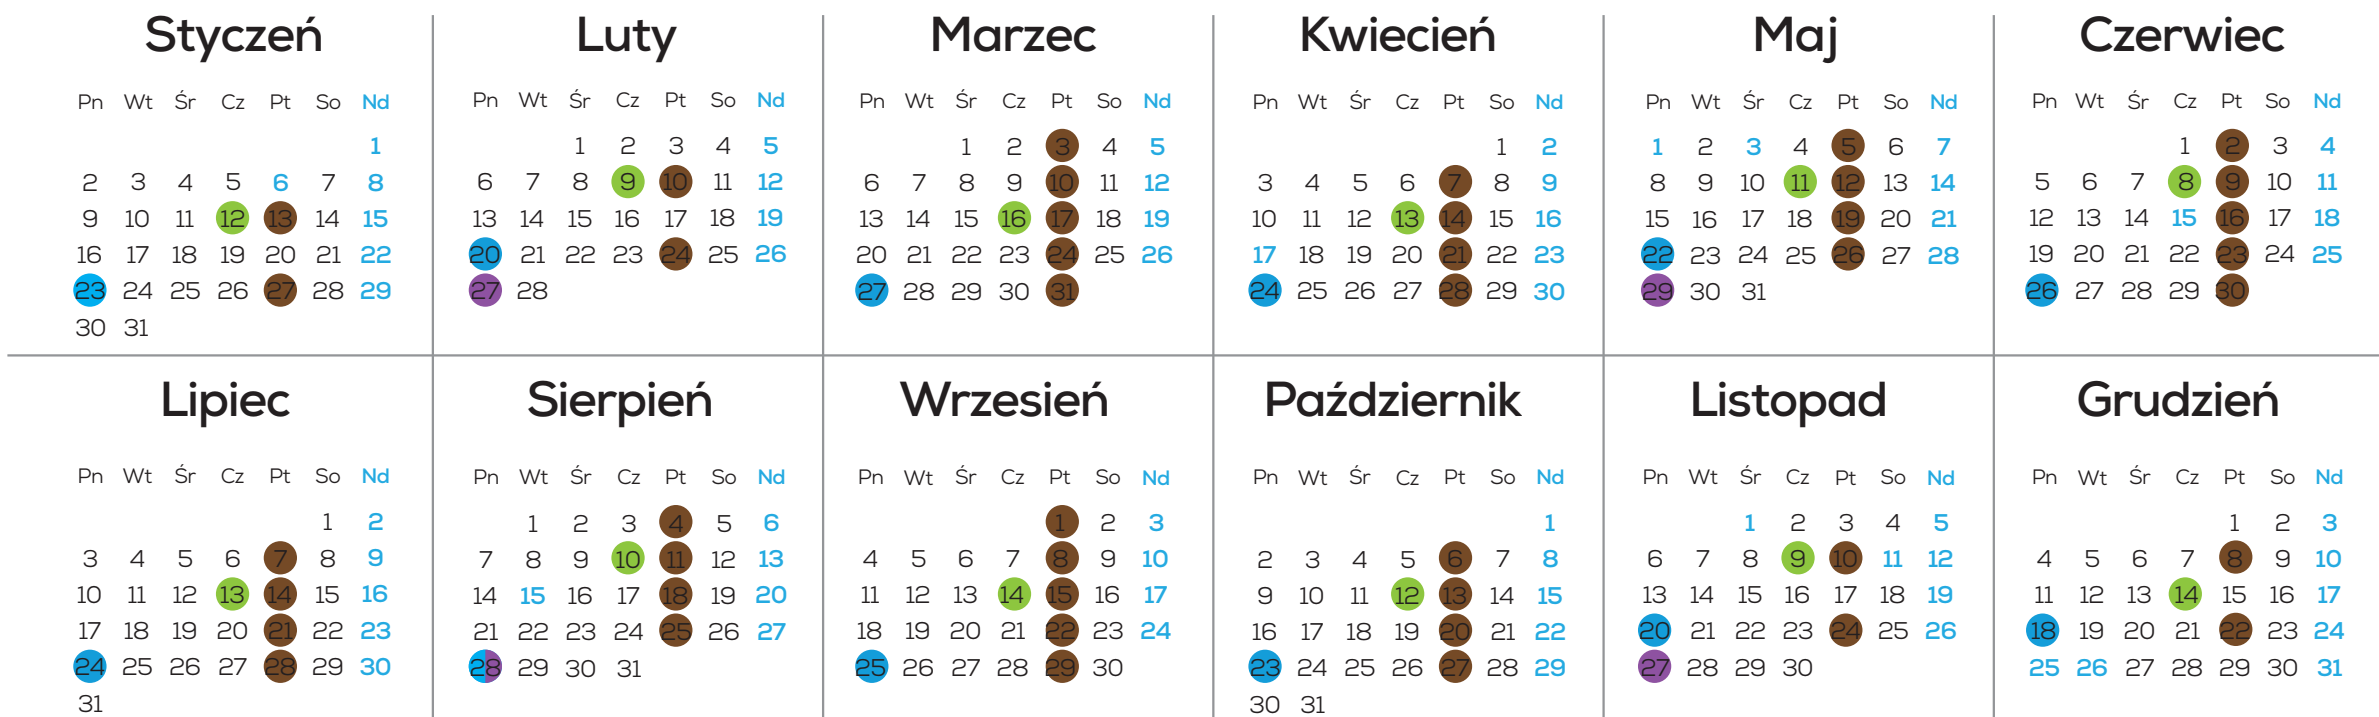 Styczeń
Pn Wt Śr Cz Pt So Nd
1
2 3 4 5 6 7 8
9 10 11 12 13 14 15
16 17 18 19 20 21 22
23 24 25 26 27 28 29
30 31
Luty
Pn Wt Śr Cz Pt So Nd
1 2 3 4 5
6 7 8 9 10 11 12
13 14 15 16 17 18 19
20 21 22 23 24 25 26
27 28
Marzec
Pn Wt Śr Cz Pt So Nd
1 2 3 4 5
6 7 8 9 10 11 12
13 14 15 16 17 18 19
20 21 22 23 24 25 26
27 28 29 30 31
Kwiecień
Pn Wt Śr Cz Pt So Nd
1 2
3 4 5 6 7 8 9
10 11 12 13 14 15 16
17 18 19 20 21 22 23
24 25 26 27 28 29 30
Maj
Pn Wt Śr Cz Pt So Nd
1 2 3 4 5 6 7
8 9 10 11 12 13 14
15 16 17 18 19 20 21
22 23 24 25 26 27 28
29 30 31
Czerwiec
Pn Wt Śr Cz Pt So Nd
1 2 3 4
5 6 7 8 9 10 11
12 13 14 15 16 17 18
19 20 21 22 23 24 25
26 27 28 29 30
Lipiec
Pn Wt Śr Cz Pt So Nd
1 2
3 4 5 6 7 8 9
10 11 12 13 14 15 16
17 18 19 20 21 22 23
24 25 26 27 28 29 30
31
Sierpień
Pn Wt Śr Cz Pt So Nd
1 2 3 4 5 6
7 8 9 10 11 12 13
14 15 16 17 18 19 20
21 22 23 24 25 26 27
28 29 30 31
Wrzesień
Pn Wt Śr Cz Pt So Nd
1 2 3
4 5 6 7 8 9 10
11 12 13 14 15 16 17
18 19 20 21 22 23 24
25 26 27 28 29 30
Październik
Pn Wt Śr Cz Pt So Nd
1
2 3 4 5 6 7 8
9 10 11 12 13 14 15
16 17 18 19 20 21 22
23 24 25 26 27 28 29
30 31
Listopad
Pn Wt Śr Cz Pt So Nd
1 2 3 4 5
6 7 8 9 10 11 12
13 14 15 16 17 18 19
20 21 22 23 24 25 26
27 28 29 30
Grudzień
Pn Wt Śr Cz Pt So Nd
1 2 3
4 5 6 7 8 9 10
11 12 13 14 15 16 17
18 19 20 21 22 23 24
25 26 27 28 29 30 31